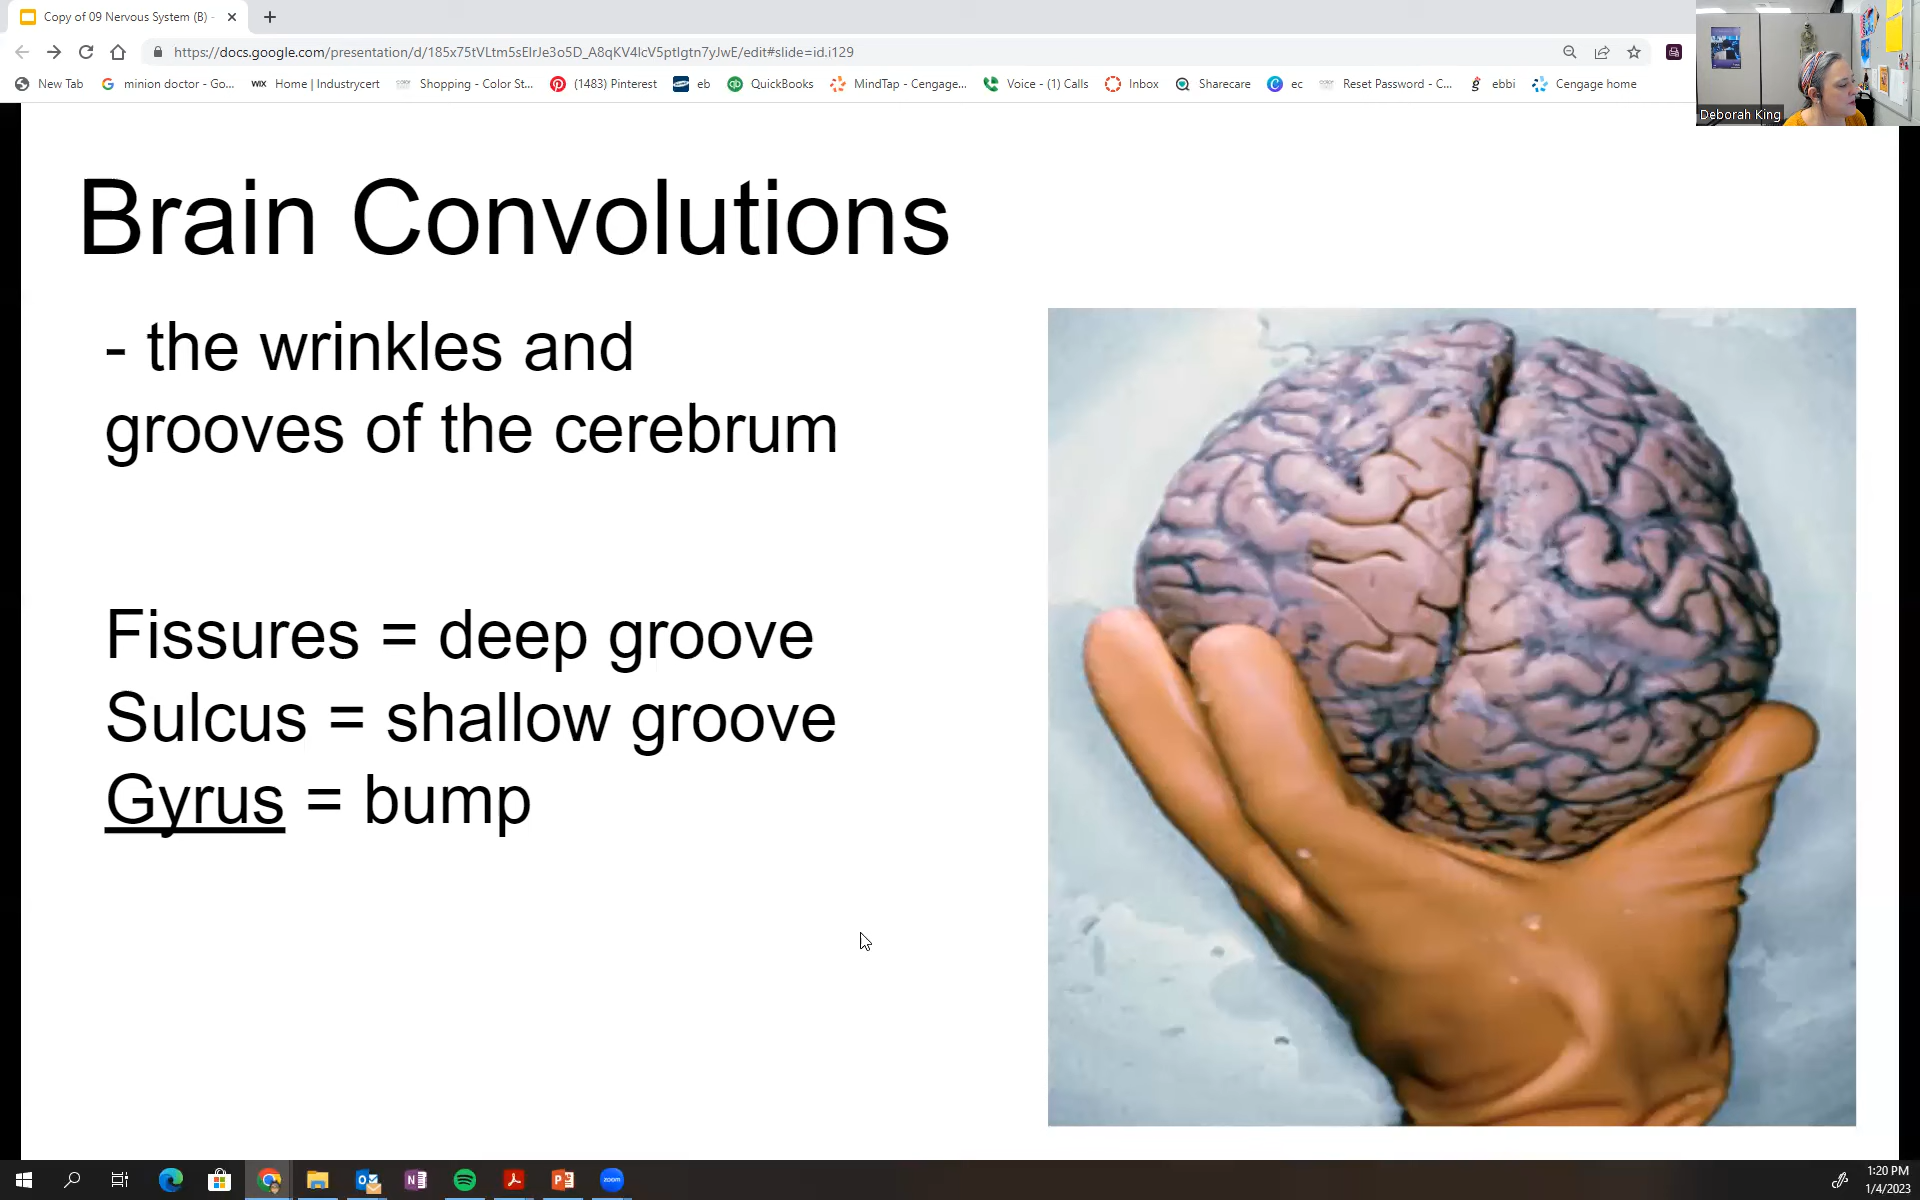 Copy of 09 Nervous System (B) -
https://docs.google.com/presentation/d/185x75tVLtm5sEIrJe3o5D_A8qKV4lcV5ptIgtn7yJwE/edit#slide=id.i129
New Tab
minion doctor - Go...
WIX Home | Industrycert
Shopping - Color St...
(1483) Pinterest
eb
QuickBooks
MindTap - Cengage...
Voice - (1) Calls
Inbox
Sharecare
ec
Reset Password - C...
ebbi
Cengage home
Deborah King
Brain Convolutions
- the wrinkles and
grooves of the cerebrum
Fissures = deep groove
Sulcus = shallow groove
Gyrus = bump
zoom
1:20 PM
1/4/2023